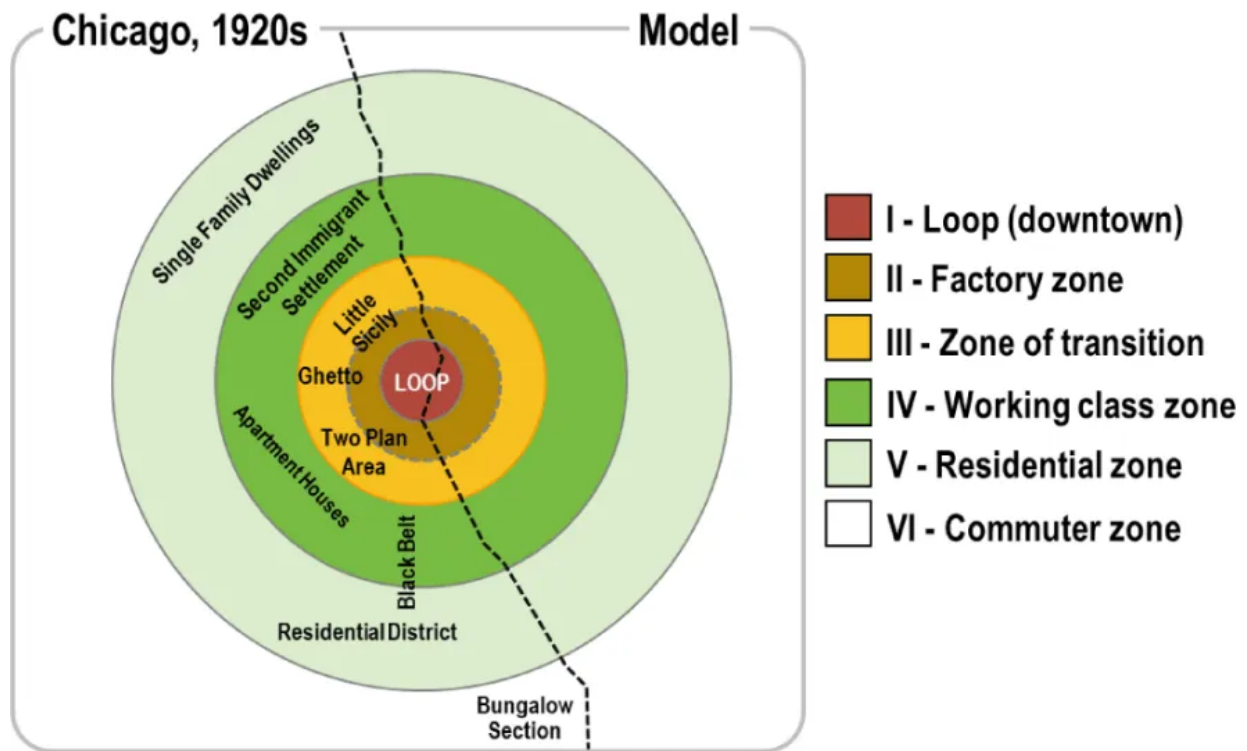 Chicago, 1920s
Model
Single Family Dwellings
Second Immigrant
Settlement
Little
Sicily
Ghetto
LOOP
Two Plan
Area
Apartment Houses
Black Belt
Residential District
Bungalow
Section
I - Loop (downtown)
II - Factory zone
III - Zone of transition
IV - Working class zone
V - Residential zone
VI - Commuter zone